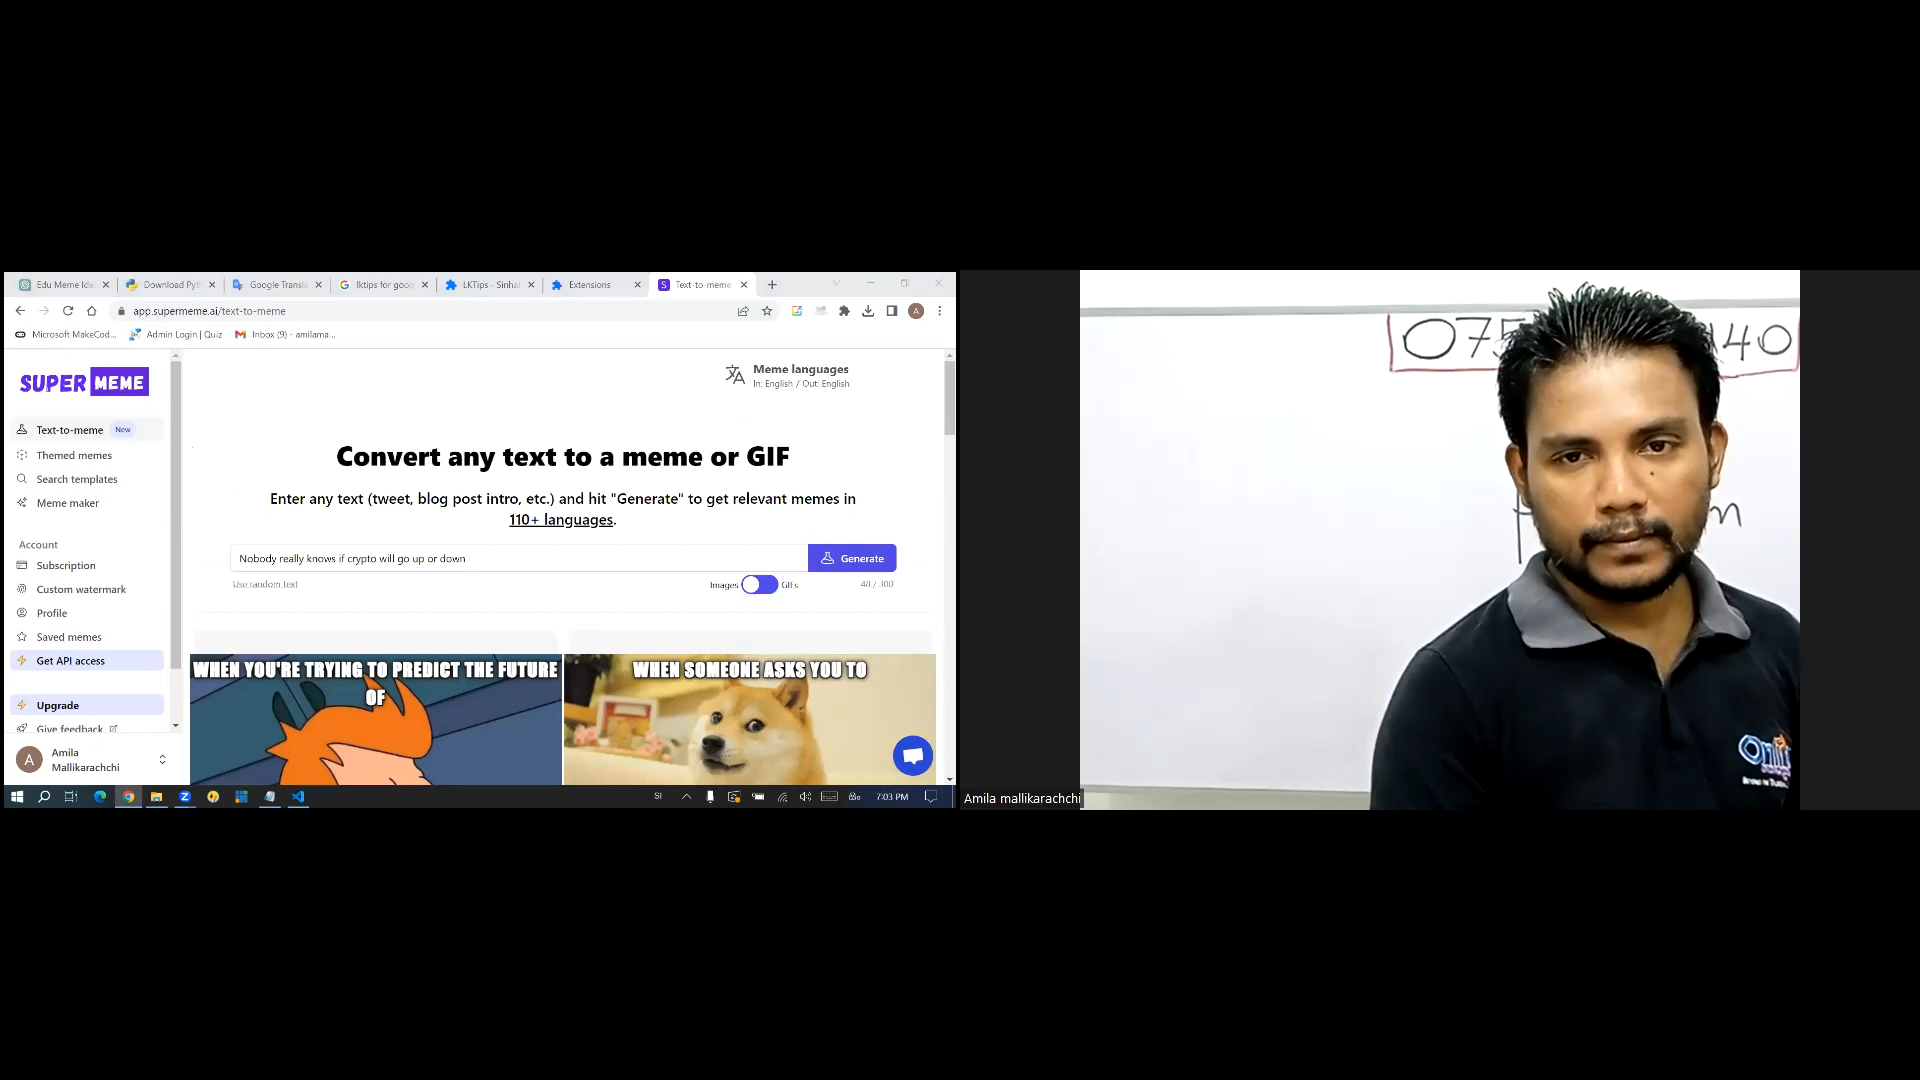 Edu Meme Ide
Download Pyt
Google Transl
lktips for goo
LKTips - Sinha
Extensions
Text-to-meme
app.supermeme.ai/text-to-meme
Microsoft MakeCod...
Admin Login | Quiz
Inbox (9) - amilama...
SUPER MEME
Text-to-meme New
Themed memes
Search templates
Meme maker
Account
Subscription
Custom watermark
Profile
Saved memes
Get API access
Upgrade
Give feedback
A
Amila
Mallikarachchi
Meme languages
In: English / Out: English
Convert any text to a meme or GIF
Enter any text (tweet, blog post intro, etc.) and hit "Generate" to get relevant memes in
110+ languages.
Nobody really knows if crypto will go up or down
Generate
Use random text
Images
GIFs
48 / 300
WHEN YOU'RE TRYING TO PREDICT THE FUTURE
OF
WHEN SOMEONE ASKS YOU TO
SI
7:03 PM
075
40
Amila mallikarachchi